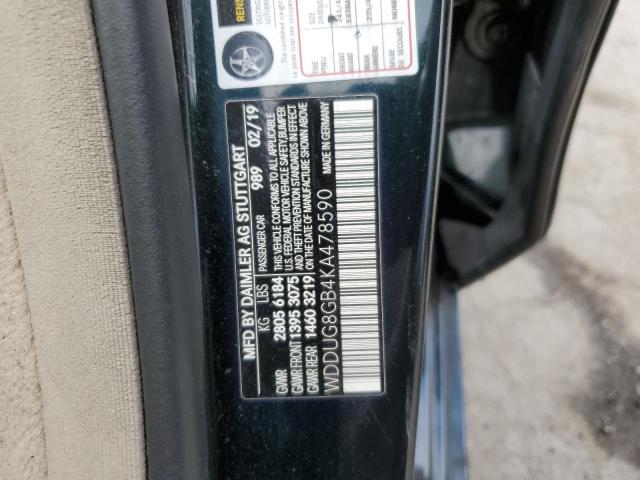 MFD BY DAIMLER AG STUTTGART
PASSENGER CAR 989 02/19
KG LBS
GVWR 2805 6184
GAWR FRONT 1395 3075
GAWR REAR 1460 3219
THIS VEHICLE CONFORMS TO ALL APPLICABLE
U.S. FEDERAL MOTOR VEHICLE SAFETY,BUMPER
AND THEFT PREVENTION STANDARDS IN EFFECT
ON THE DATE OF MANUFACTURE SHOWN ABOVE
WDDUG8GB4KA478590 MADE IN GERMANY